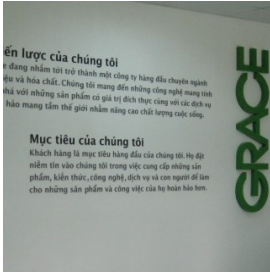 ến lược của chúng tôi
e đang nhắm tới trở thành một công ty hàng đầu chuyên ngành
iệu và hóa chất. Chúng tôi mang đến những công nghệ mang tính
phá với những sản phẩm có giá trị đích thực cùng với các dịch vụ
hảo mang tầm thế giới nhằm nâng cao chất lượng cuộc sống.
Mục tiêu của chúng tôi
Khách hàng là mục tiêu hàng đầu của chúng tôi. Họ đặt
niềm tin vào chúng tôi trong việc cung cấp những sản
phẩm, kiến thức, công nghệ, dịch vụ và con người để làm
cho những sản phẩm và công việc của họ hoàn hảo hơn.
GRACE